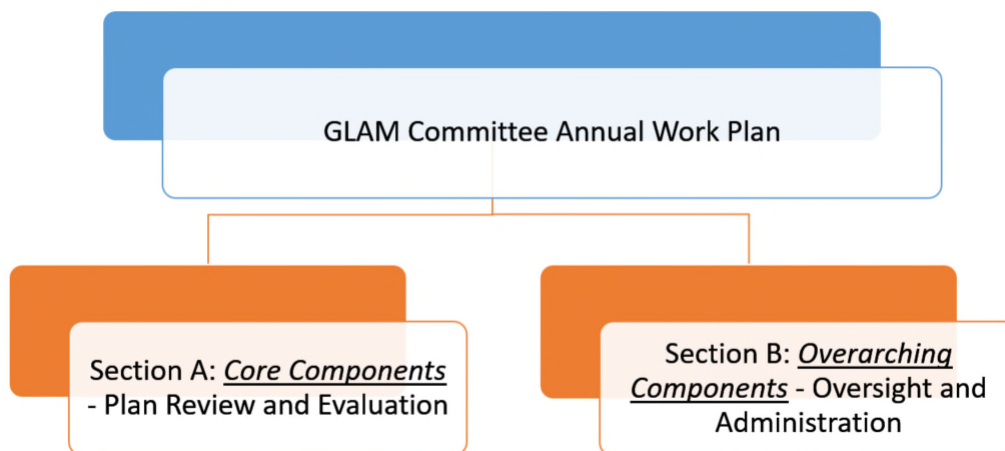 GLAM Committee Annual Work Plan
Section A: Core Components
- Plan Review and Evaluation
Section B: Overarching
Components - Oversight and
Administration